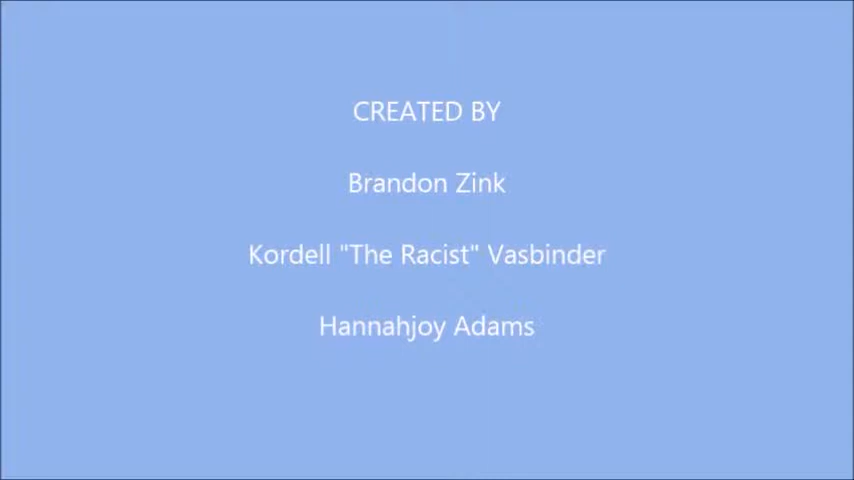 CREATED BY
Brandon Zink
Kordell "The Racist" Vasbinder
Hannahjoy Adams